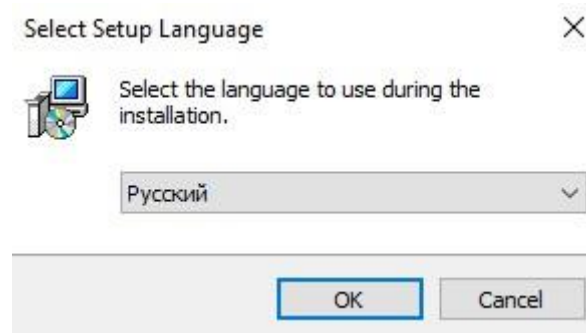 Select Setup Language
Select the language to use during the
installation.
Русский
OK
Cancel